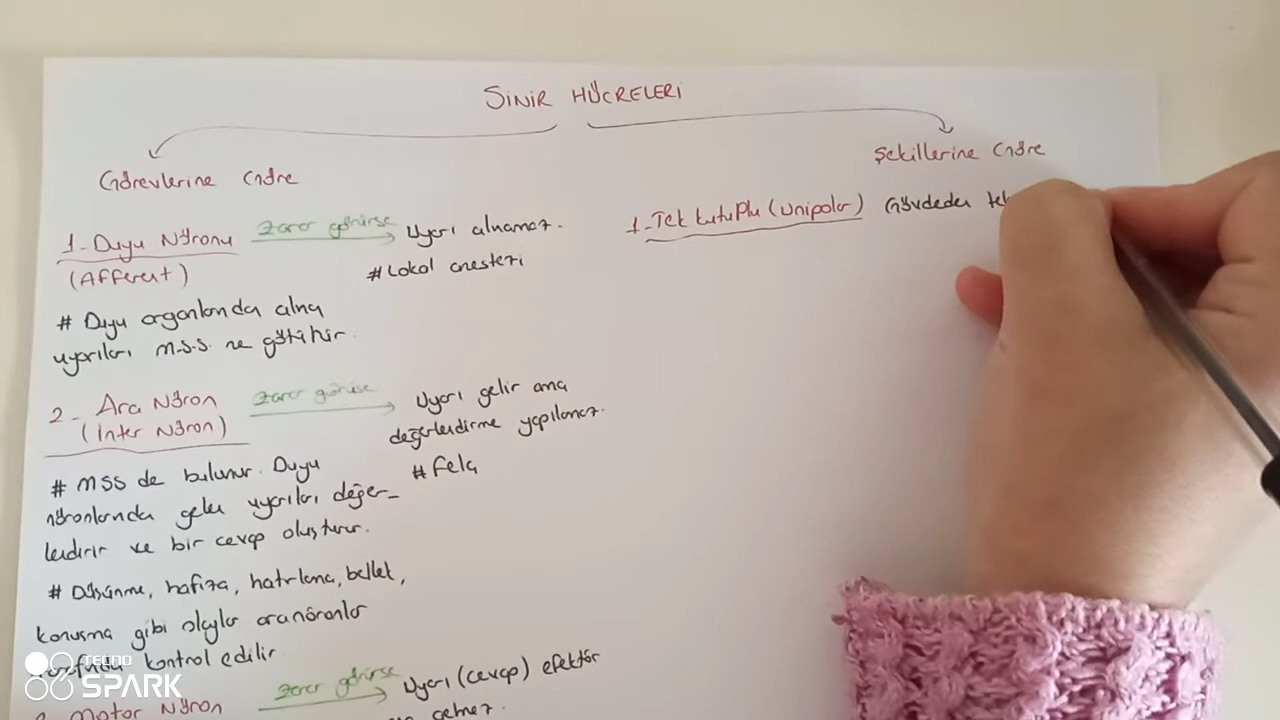 SiNiR HÜCRELERİ
Görevlerine Göre
1- Duyu Nöronu
(Afferent)
zarar görürse
Uyarı alınamaz.
#Lokal anestezi
# Duyu organlarında alına
uyarıları M.S.S. ne götürür.
2- Ara Nöron
(inter Nöron)
zarar görürse
Uyarı gelir ama
değerlendirme yapılamaz.
# Felç
# MSS de bulunur. Duyu
nöronlarında gelen uyarıları değer_
lendirir ve bir cevap oluşturur.
# Düşünme, hafıza, hatırlama, bellek,
konuşma gibi olaylar aranöronlar
kontrol edilir
Motor Nöron
zarar görürse
Uyarı (cevap) efektör
gelmez.
Şekillerine Göre
1-Tek kutuplu (Unipolar)
Gövdeden tek
TECNO
SPARK